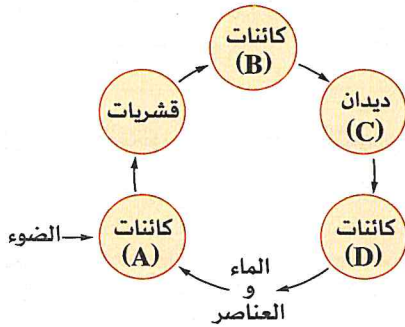 كائنات
(B)
قشريات
ديدان
(C)
الضوء
كائنات
(A)
كائنات
(D)
الماء
و
العناصر